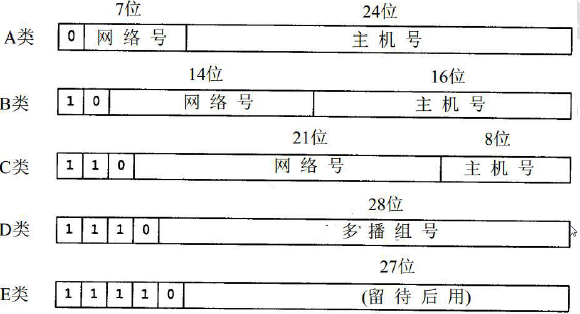 7位 24位
A类 0 网络号 主机号
14位 16位
B类 1 0 网络号 主机号
21位 8位
C类 1 1 0 网络号 主机号
28位
D类 1 1 1 0 多播组号
27位
E类 1 1 1 1 0 (留待后用)